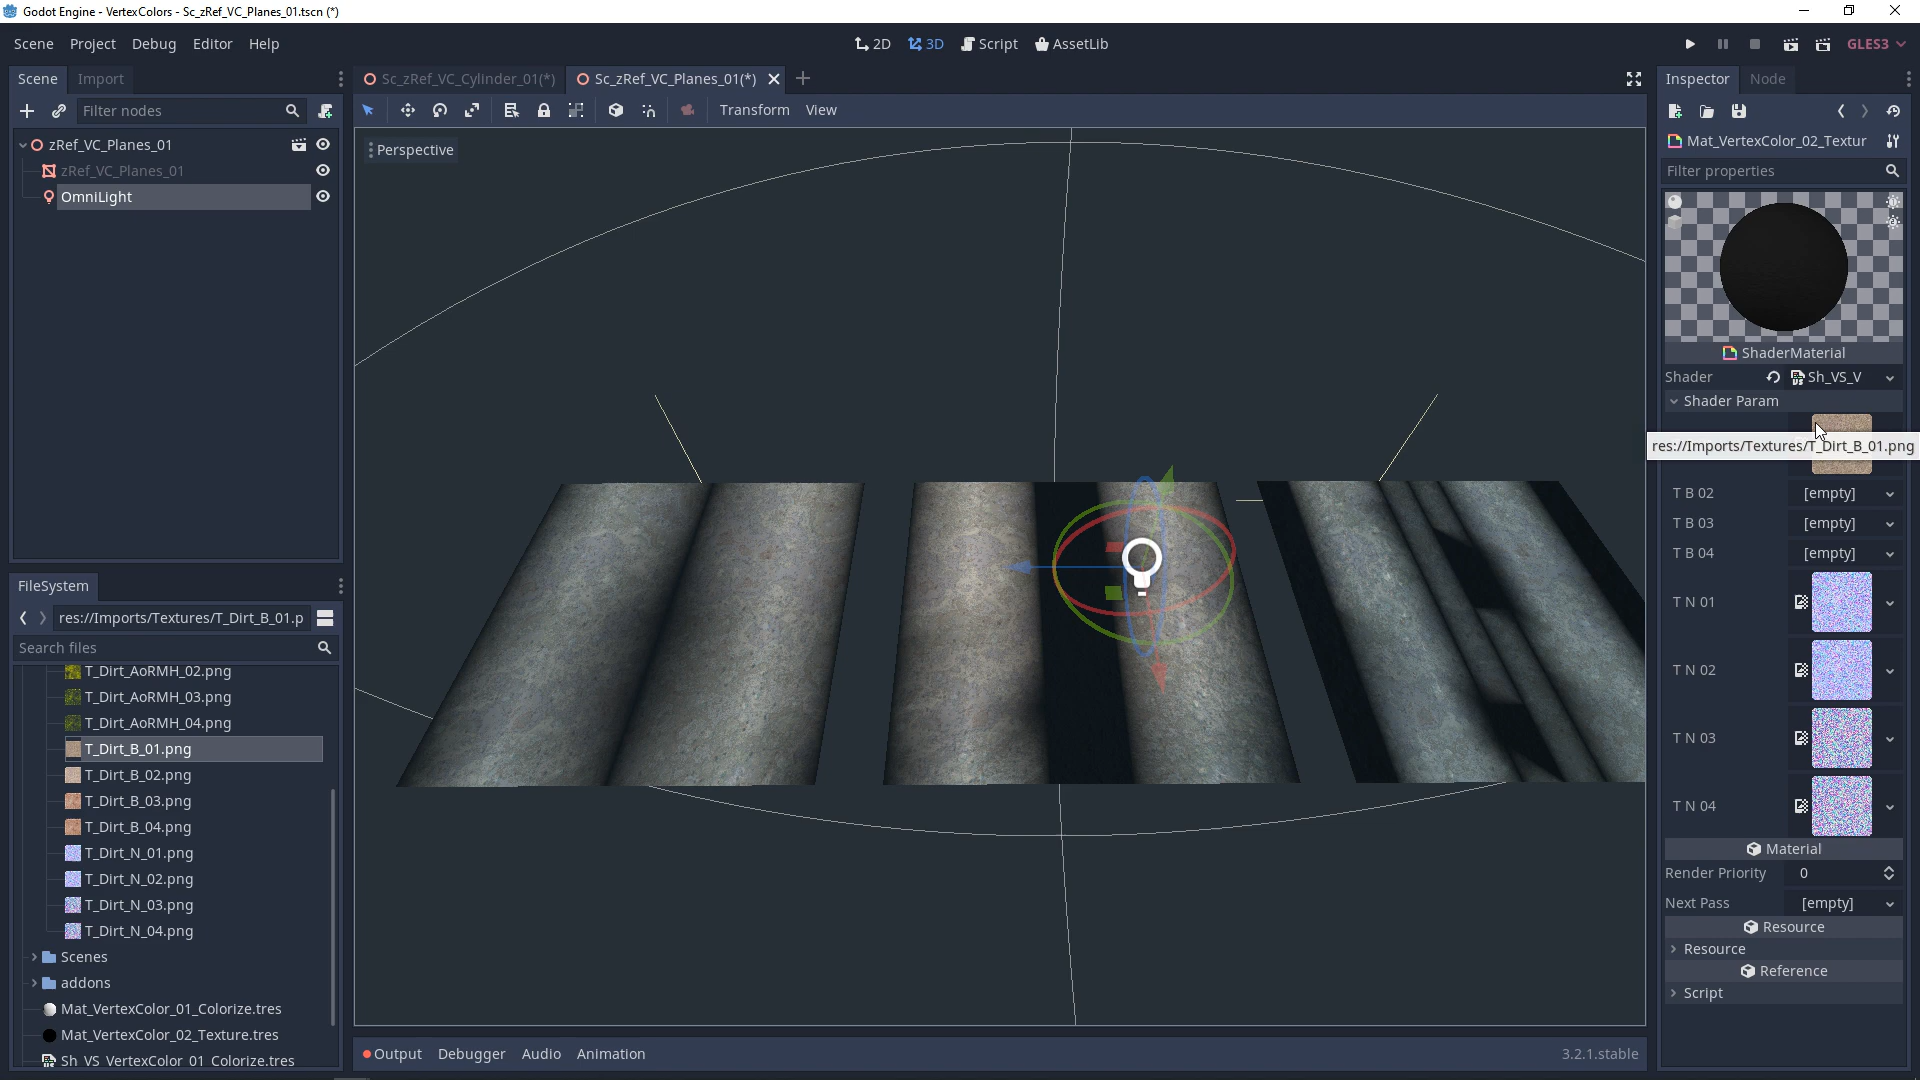 Godot Engine - VertexColors - Sc_zRef_VC_Planes_01.tscn (*)
Scene Project Debug Editor Help
2D 3D Script AssetLib
GLES3
Scene Import
Filter nodes
zRef_VC_Planes_01
zRef_VC_Planes_01
OmniLight
Sc_zRef_VC_Cylinder_01(*) Sc_zRef_VC_Planes_01(*)
Transform View
Perspective
FileSystem
res://Imports/Textures/T_Dirt_B_01.p
Search files
T_Dirt_AoRMH_02.png
T_Dirt_AoRMH_03.png
T_Dirt_AoRMH_04.png
T_Dirt_B_01.png
T_Dirt_B_02.png
T_Dirt_B_03.png
T_Dirt_B_04.png
T_Dirt_N_01.png
T_Dirt_N_02.png
T_Dirt_N_03.png
T_Dirt_N_04.png
Scenes
addons
Mat_VertexColor_01_Colorize.tres
Mat_VertexColor_02_Texture.tres
Sh_VS_VertexColor_01_Colorize.tres
Output Debugger Audio Animation
3.2.1.stable
Inspector Node
Mat_VertexColor_02_Textur
Filter properties
ShaderMaterial
Shader Sh_VS_V
Shader Param
res://Imports/Textures/T_Dirt_B_01.png
T B 02 [empty]
T B 03 [empty]
T B 04 [empty]
T N 01
T N 02
T N 03
T N 04
Material
Render Priority 0
Next Pass [empty]
Resource
Resource
Reference
Script